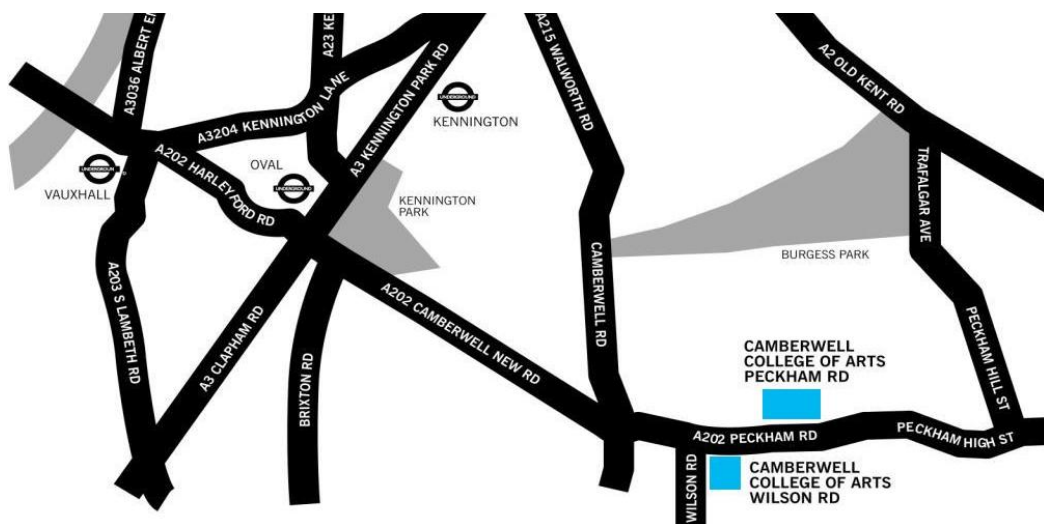 A3036 ALBERT E
A23 KE
A3204 KENNINGTON LANE
A3 KENNINGTON PARK RD
A215 WALWORTH RD
A2 OLD KENT RD
UNDERGROUND
KENNINGTON
UNDERGROUND
VAUXHALL
A202 HARLEYFORD RD
OVAL
UNDERGROUND
KENNINGTON
PARK
TRAFALGAR AVE
BURGESS PARK
CAMBERWELL RD
A203 S LAMBETH RD
A3 CLAPHAM RD
BRIXTON RD
A202 CAMBERWELL NEW RD
PECKHAM HILL ST
CAMBERWELL
COLLEGE OF ARTS
PECKHAM RD
A202 PECKHAM RD
PECKHAM HIGH ST
WILSON RD
CAMBERWELL
COLLEGE OF ARTS
WILSON RD